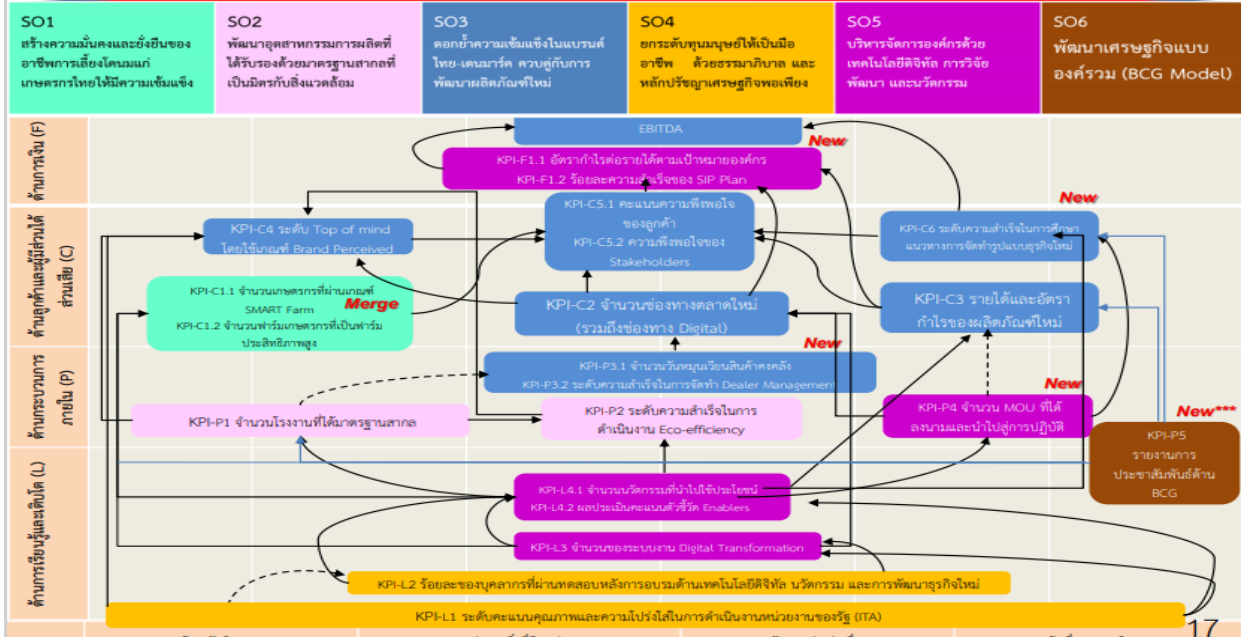 SO1
สร้างความมั่นคงและยั่งยืนของ
อาชีพการเลี้ยงโคนมแก่
เกษตรกรไทยให้มีความเข้มแข็ง
SO2
พัฒนาอุตสาหกรรมการผลิตที่
ได้รับรองด้วยมาตรฐานสากลที่
เป็นมิตรกับสิ่งแวดล้อม
SO3
ตอกย้ำความเข้มแข็งในแบรนด์
ไทย-เดนมาร์ค ควบคู่กับการ
พัฒนาผลิตภัณฑ์ใหม่
SO4
ยกระดับทุนมนุษย์ให้เป็นมือ
อาชีพ ด้วยธรรมาภิบาล และ
หลักปรัชญาเศรษฐกิจพอเพียง
SO5
บริหารจัดการองค์กรด้วย
เทคโนโลยีดิจิทัล การวิจัย
พัฒนา และนวัตกรรม
SO6
พัฒนาเศรษฐกิจแบบ
องค์รวม (BCG Model)
ด้านการเงิน (F)
EBITDA
New
KPI-F1.1 อัตรากำไรต่อรายได้ตามเป้าหมายองค์กร
KPI-F1.2 ร้อยละความสำเร็จของ SIP Plan
ด้านลูกค้าและผู้มีส่วนได้
ส่วนเสีย (C)
KPI-C4 ระดับ Top of mind
โดยใช้เกณฑ์ Brand Perceived
KPI-C5.1 คะแนนความพึงพอใจ
ของลูกค้า
KPI-C5.2 ความพึงพอใจของ
Stakeholders
New
KPI-C6 ระดับความสำเร็จในการศึกษา
แนวทางการจัดทำรูปแบบธุรกิจใหม่
KPI-C1.1 จำนวนเกษตรกรที่ผ่านเกณฑ์
SMART Farm
Merge
KPI-C1.2 จำนวนฟาร์มเกษตรกรที่เป็นฟาร์ม
ประสิทธิภาพสูง
KPI-C2 จำนวนช่องทางตลาดใหม่
(รวมถึงช่องทาง Digital)
KPI-C3 รายได้และอัตรา
กำไรของผลิตภัณฑ์ใหม่
ด้านกระบวนการ
ภายใน (P)
New
KPI-P3.1 จำนวนวันหมุนเวียนสินค้าคงคลัง
KPI-P3.2 ระดับความสำเร็จในการจัดทำ Dealer Management
KPI-P1 จำนวนโรงงานที่ได้มาตรฐานสากล
KPI-P2 ระดับความสำเร็จในการ
ดำเนินงาน Eco-efficiency
New
KPI-P4 จำนวน MOU ที่ได้
ลงนามและนำไปสู่การปฏิบัติ
New***
KPI-P5
รายงานการ
ประชาสัมพันธ์ด้าน
BCG
ด้านการเรียนรู้และเติบโต (L)
KPI-L4.1 จำนวนนวัตกรรมที่นำไปใช้ประโยชน์
KPI-L4.2 ผลประเมินคะแนนตัวชี้วัด Enablers
KPI-L3 จำนวนของระบบงาน Digital Transformation
KPI-L2 ร้อยละของบุคลากรที่ผ่านทดสอบหลังการอบรมด้านเทคโนโลยีดิจิทัล นวัตกรรม และการพัฒนาธุรกิจใหม่
KPI-L1 ระดับคะแนนคุณภาพและความโปร่งใสในการดำเนินงานหน่วยงานของรัฐ (ITA)
17